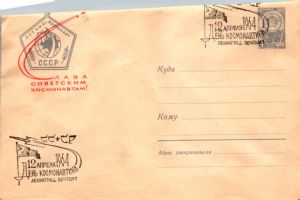 СССР
СЛАВА
СОВЕТСКИМ
КОСМОНАВТАМ!
12 АПРЕЛЯ 1964
ДЕНЬ КОСМОНАВТИКИ
ЛЕНИНГРАД ПОЧТАМТ
Куда
Кому
Адрес отправителя
12 АПРЕЛЯ 1964
ДЕНЬ КОСМОНАВТИКИ
ЛЕНИНГРАД ПОЧТАМТ